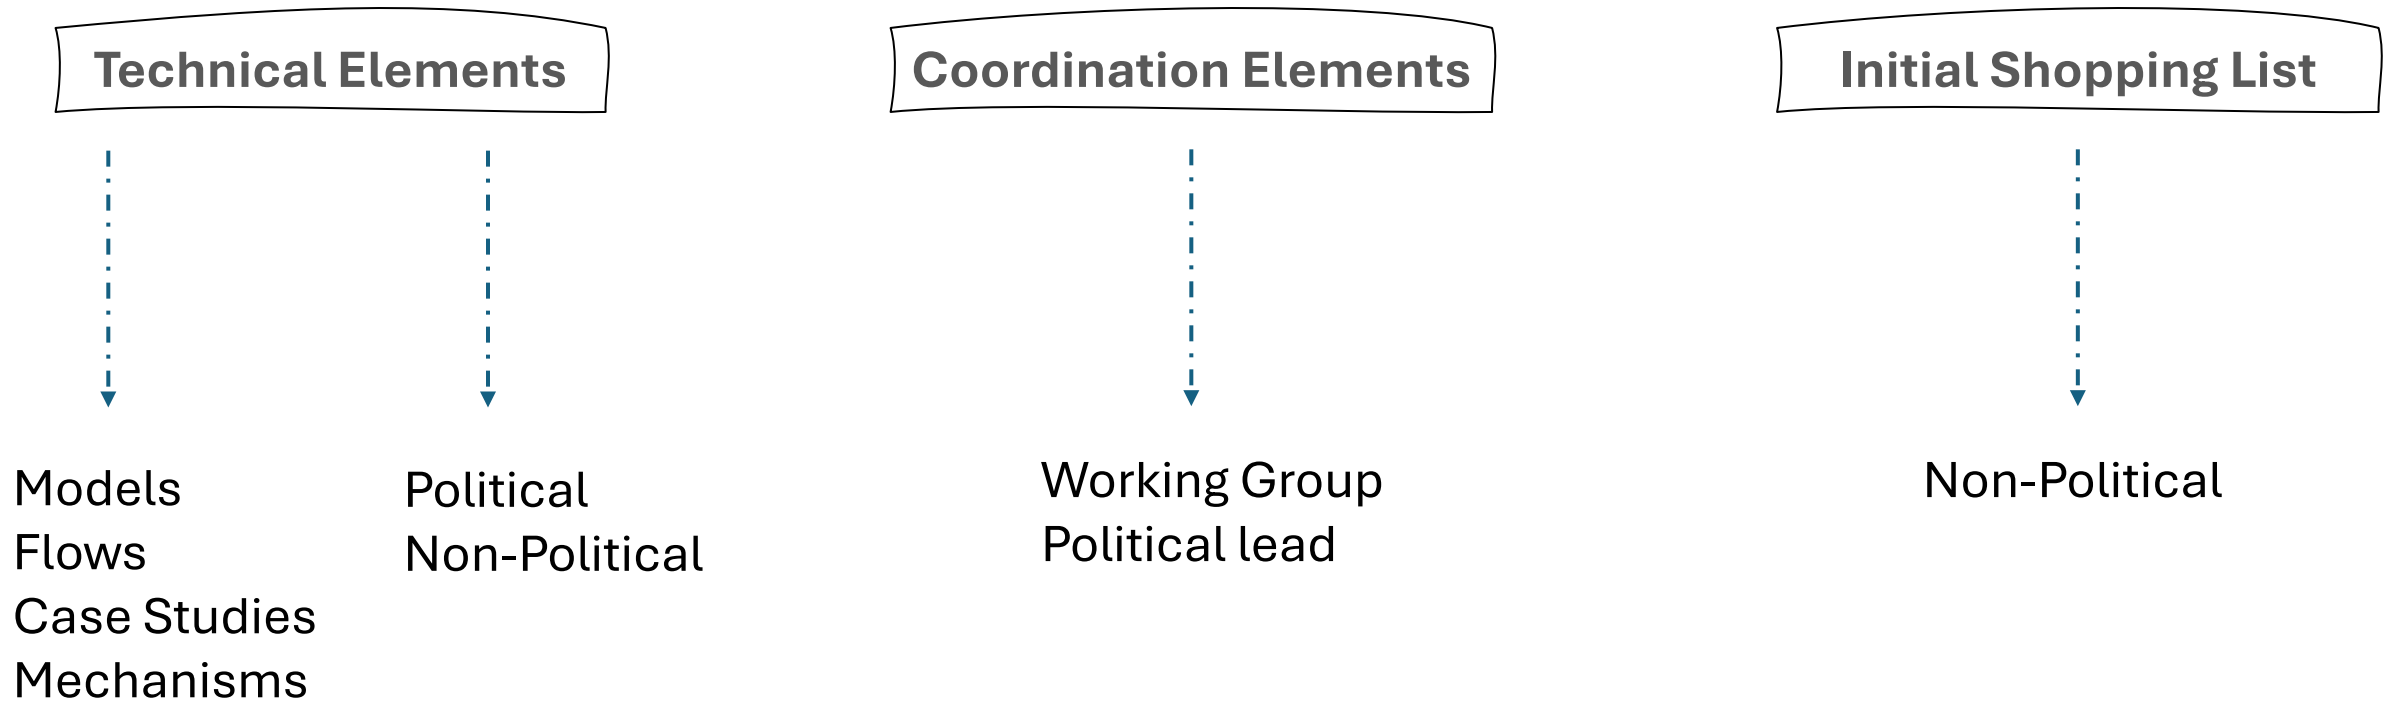 Technical Elements
Coordination Elements
Initial Shopping List
Models
Flows
Case Studies
Mechanisms
Political
Non-Political
Working Group
Political lead
Non-Political